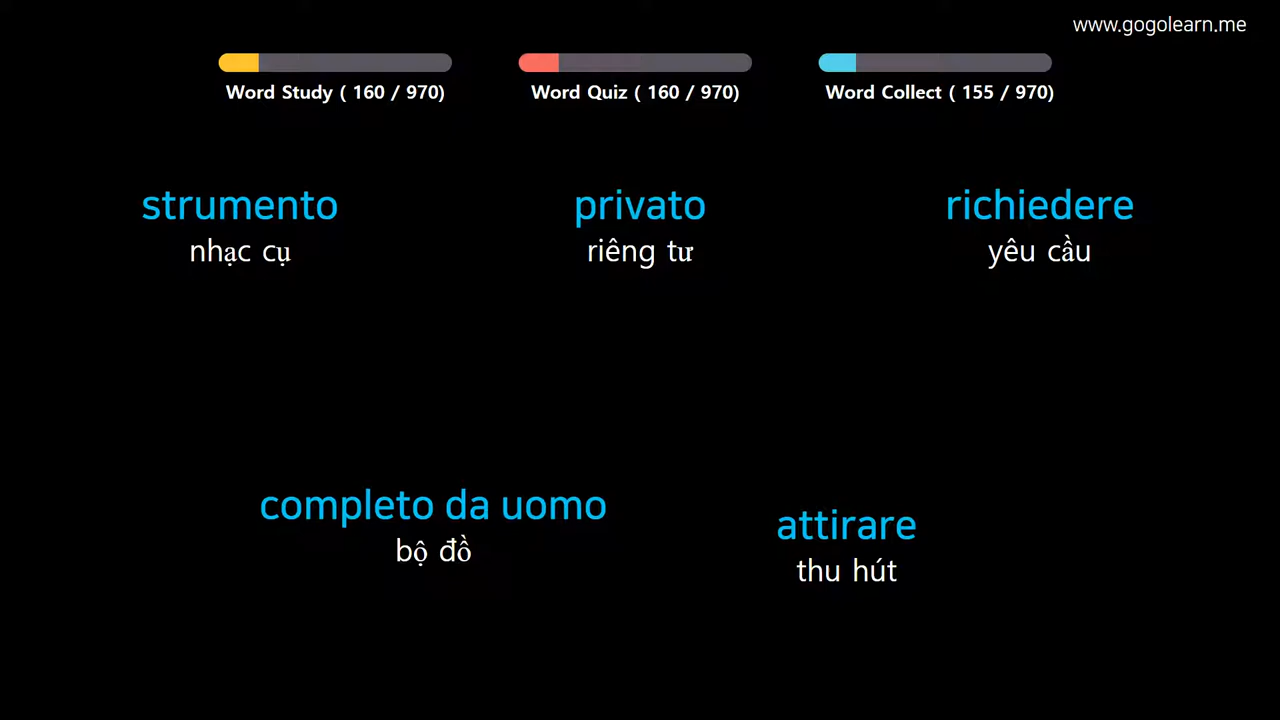 www.gogolearn.me
Word Study ( 160 / 970)
Word Quiz ( 160 / 970)
Word Collect ( 155 / 970)
strumento
nhạc cụ
privato
riêng tư
richiedere
yêu cầu
completo da uomo
bộ đồ
attirare
thu hút